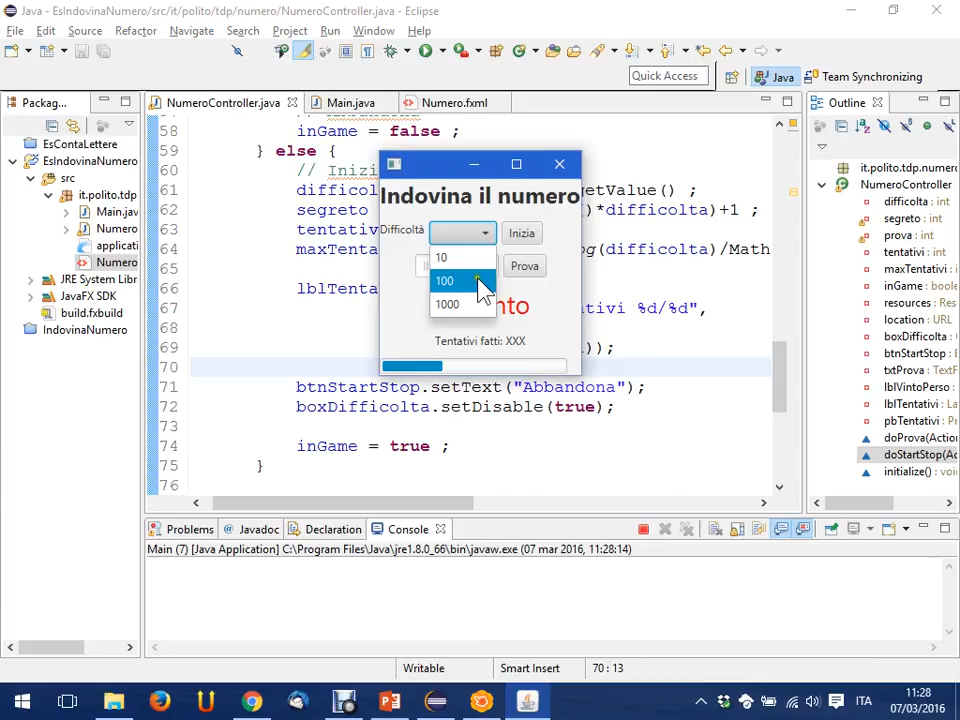 Java - EsIndovinaNumero/src/it/polito/tdp/numero/NumeroController.java - Eclipse
File Edit Source Refactor Navigate Search Project Run Window Help
Quick Access
Java
Team Synchronizing
Packag...
NumeroController.java
Main.java
Numero.fxml
Outline
EsContaLettere
EsIndovinaNumero
src
it.polito.tdp
Main.jav
Numero
applicati
Numero
JRE System Libr
JavaFX SDK
build.fxbuild
IndovinaNumero
58 inGame = false ;
59 } else {
60 // Inizi
61 difficol etValue() ;
62 segreto )*difficolta)+1 ;
63 tentativ
64 maxTenta og(difficolta)/Math
65
66 lblTenta
67 tativi %d/%d",
69 ));
70
71 btnStartStop.setText("Abbandona");
72 boxDifficolta.setDisable(true);
73
74 inGame = true ;
75 }
76
Indovina il numero
Difficoltà
Inizia
10
100
1000
Prova
nto
Tentativi fatti: XXX
it.polito.tdp.numero
NumeroController
difficolta : int
segreto : int
prova : int
tentativi : int
maxTentativi : int
inGame : boole
resources : Res
location : URL
boxDifficolta :
btnStartStop :
txtProva : Text
lblVintoPerso :
lblTentativi : La
pbTentativi :
doProva(Action
doStartStop(Ac
initialize() : voi
Problems
@ Javadoc
Declaration
Console
Main (7) [Java Application] C:\Program Files\Java\jre1.8.0_66\bin\javaw.exe (07 mar 2016, 11:28:14)
Writable
Smart Insert
70 : 13
ITA
11:28
07/03/2016